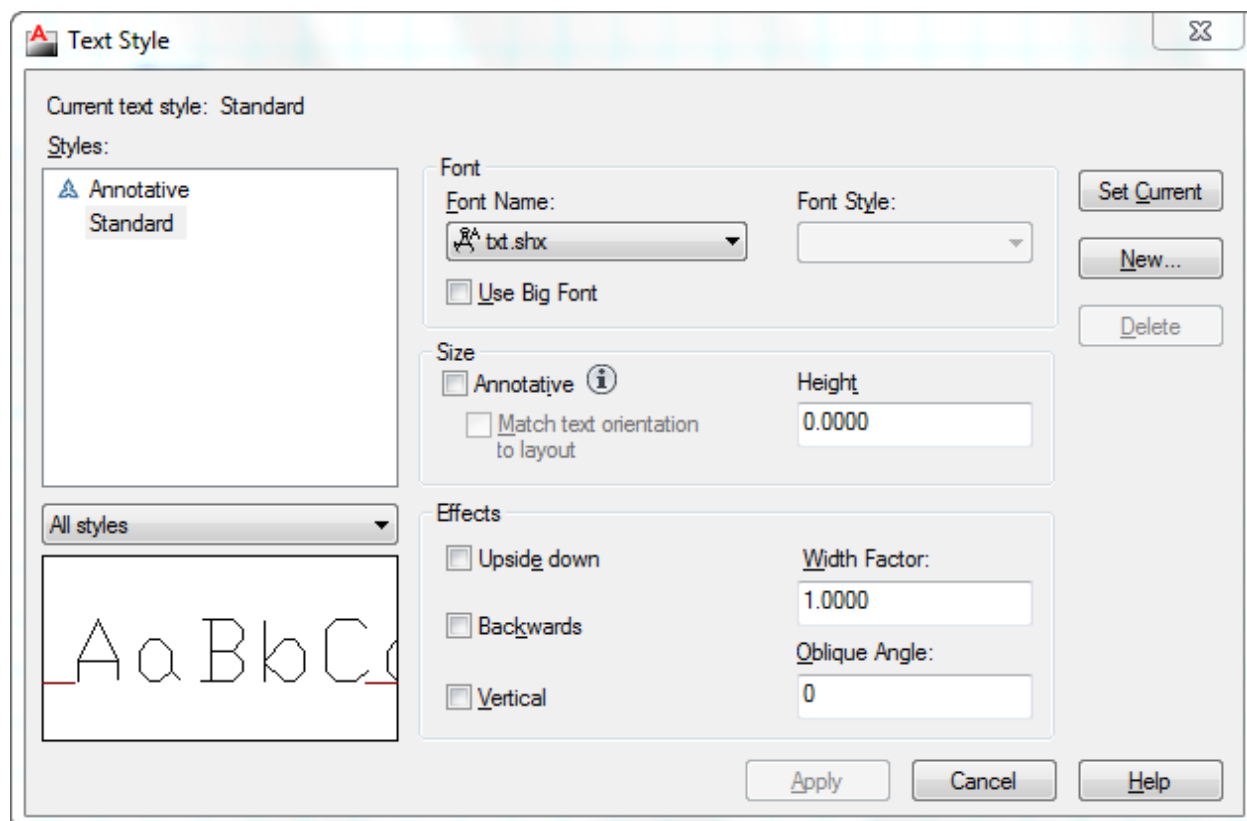 Text Style
Current text style: Standard
Styles:
Annotative
Standard
All styles
AaBbC
Font
Font Name:
txt.shx
Use Big Font
Font Style:
Size
Annotative
Match text orientation
to layout
Height
0.0000
Effects
Upside down
Backwards
Vertical
Width Factor:
1.0000
Oblique Angle:
0
Set Current
New...
Delete
Apply
Cancel
Help